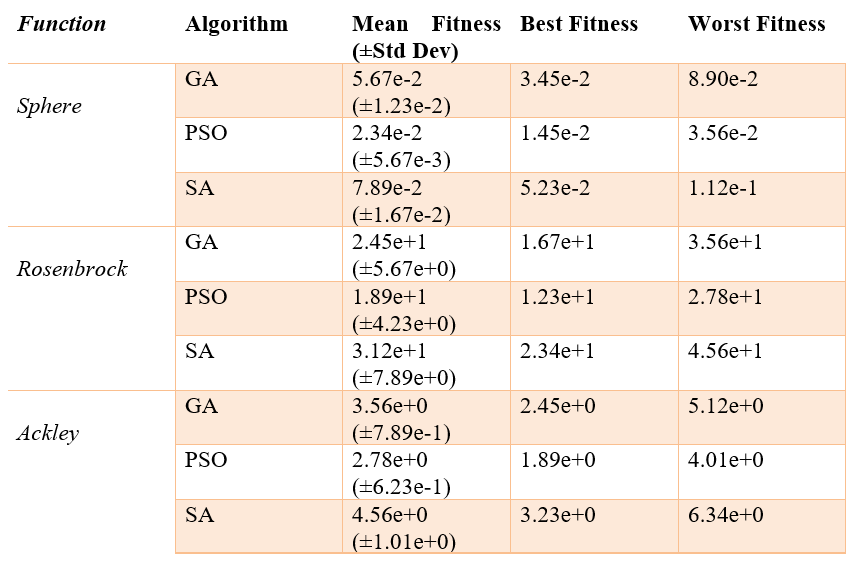 Function Algorithm Mean Fitness Best Fitness Worst Fitness
(±Std Dev)
Sphere
GA 5.67e-2 3.45e-2 8.90e-2
(±1.23e-2)
PSO 2.34e-2 1.45e-2 3.56e-2
(±5.67e-3)
SA 7.89e-2 5.23e-2 1.12e-1
(±1.67e-2)
Rosenbrock
GA 2.45e+1 1.67e+1 3.56e+1
(±5.67e+0)
PSO 1.89e+1 1.23e+1 2.78e+1
(±4.23e+0)
SA 3.12e+1 2.34e+1 4.56e+1
(±7.89e+0)
Ackley
GA 3.56e+0 2.45e+0 5.12e+0
(±7.89e-1)
PSO 2.78e+0 1.89e+0 4.01e+0
(±6.23e-1)
SA 4.56e+0 3.23e+0 6.34e+0
(±1.01e+0)